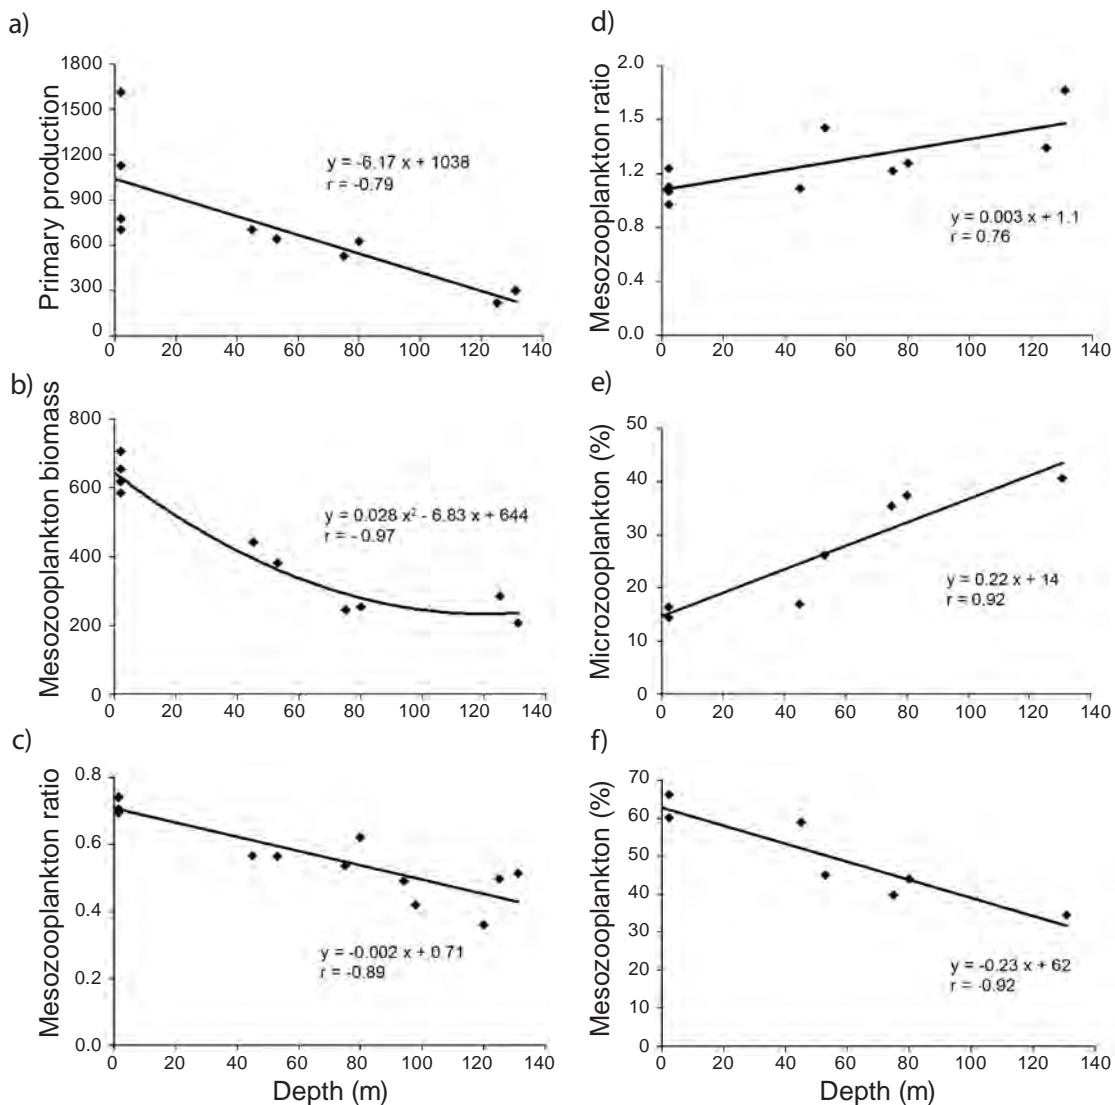 a)
Primary production
1800
1500
1200
900
600
300
0
y = -6.17 x + 1038
r = -0.79
0 20 40 60 80 100 120 140
b)
Mesozooplankton biomass
800
600
400
200
0
y = 0.028 x² - 6.83 x + 644
r = - 0.97
0 20 40 60 80 100 120 140
c)
Mesozooplankton ratio
0.8
0.6
0.4
0.2
0.0
y = -0.002 x + 0.71
r = -0.89
0 20 40 60 80 100 120 140
Depth (m)
d)
Mesozooplankton ratio
2.0
1.5
1.2
0.8
0.4
0.0
y = 0.003 x + 1.1
r = 0.76
0 20 40 60 80 100 120 140
e)
Microzooplankton (%)
50
40
30
20
10
0
y = 0.22 x + 14
r = 0.92
0 20 40 60 80 100 120 140
f)
Mesozooplankton (%)
70
60
50
40
30
20
10
0
y = -0.23 x + 62
r = -0.92
0 20 40 60 80 100 120 140
Depth (m)